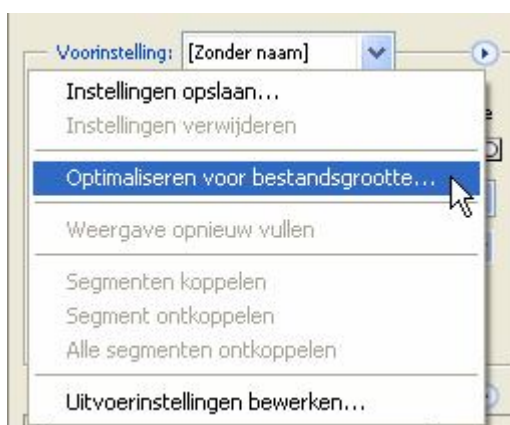 Voorinstelling: [Zonder naam]
Instellingen opslaan...
Instellingen verwijderen
Optimaliseren voor bestandsgrootte...
Weergave opnieuw vullen
Segmenten koppelen
Segment ontkoppelen
Alle segmenten ontkoppelen
Uitvoerinstellingen bewerken...